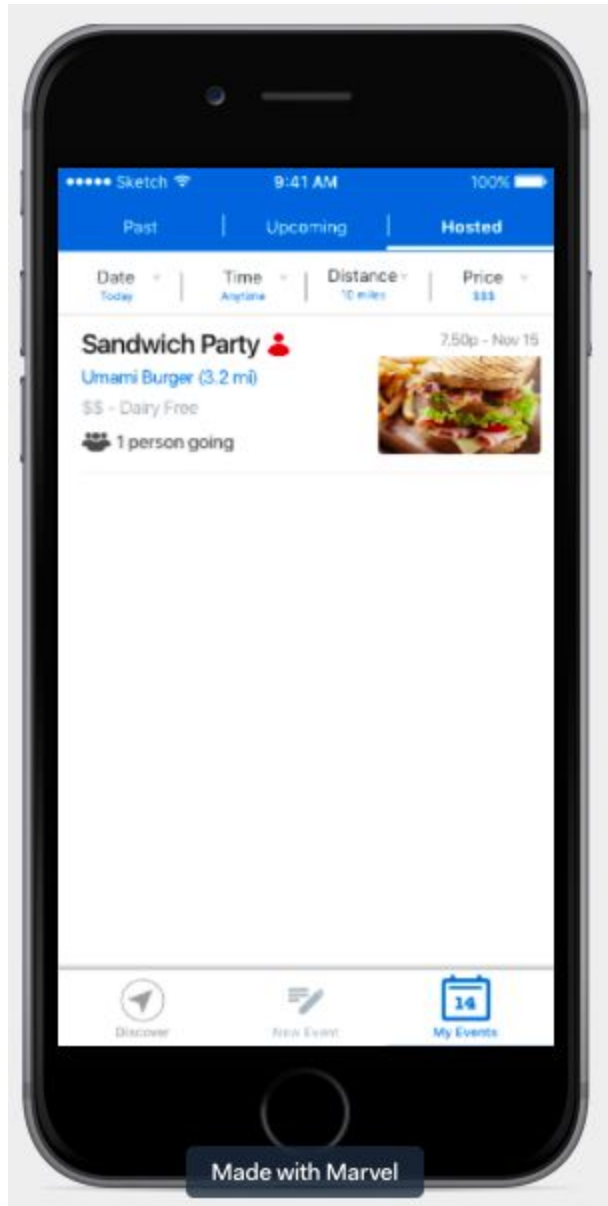 Sketch 9:41 AM 100%
Past Upcoming Hosted
Date Time Distance Price
Today Anytime 10 miles $$$
Sandwich Party 7,50p - Nov 15
Umami Burger (3.2 mi)
$$ - Dairy Free
1 person going
14
Discover New Event My Events
Made with Marvel